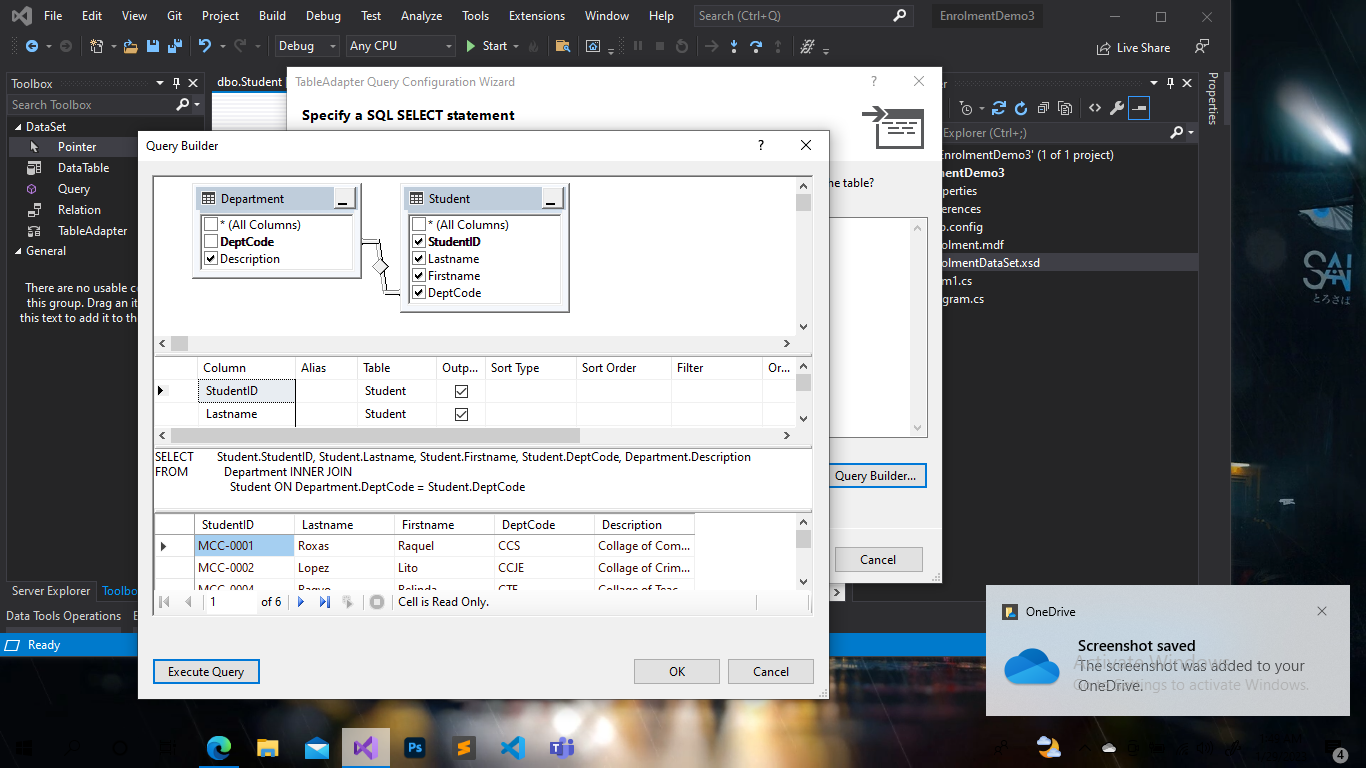 File Edit View Git Project Build Debug Test Analyze Tools Extensions Window Help Search (Ctrl+Q) EnrolmentDemo3
Debug Any CPU Start Live Share
Toolbox
Search Toolbox
DataSet
Pointer
DataTable
Query
Relation
TableAdapter
General
There are no usable c
this group. Drag an it
this text to add it to th
Server Explorer Toolbo
Data Tools Operations
Ready
dbo.Student
TableAdapter Query Configuration Wizard ?
Specify a SQL SELECT statement
he table?
Query Builder...
Cancel
Query Builder ?
Department
* (All Columns)
DeptCode
Description
Student
* (All Columns)
StudentID
Lastname
Firstname
DeptCode
Column Alias Table Outp... Sort Type Sort Order Filter Or...
StudentID Student
Lastname Student
SELECT Student.StudentID, Student.Lastname, Student.Firstname, Student.DeptCode, Department.Description
FROM Department INNER JOIN
Student ON Department.DeptCode = Student.DeptCode
StudentID Lastname Firstname DeptCode Description
MCC-0001 Roxas Raquel CCS Collage of Com...
MCC-0002 Lopez Lito CCJE Collage of Crim...
MCC-0004 Belinda CTE Collage of Teac
1 of 6 Cell is Read Only.
Execute Query OK Cancel
er
Explorer (Ctrl+;)
EnrolmentDemo3' (1 of 1 project)
mentDemo3
perties
erences
p.config
olment.mdf
olmentDataSet.xsd
m1.cs
gram.cs
Properties
とろさば
OneDrive
Screenshot saved
The screenshot was added to your
OneDrive.
Activate Windows
Go to Settings to activate Windows.
Ps
4